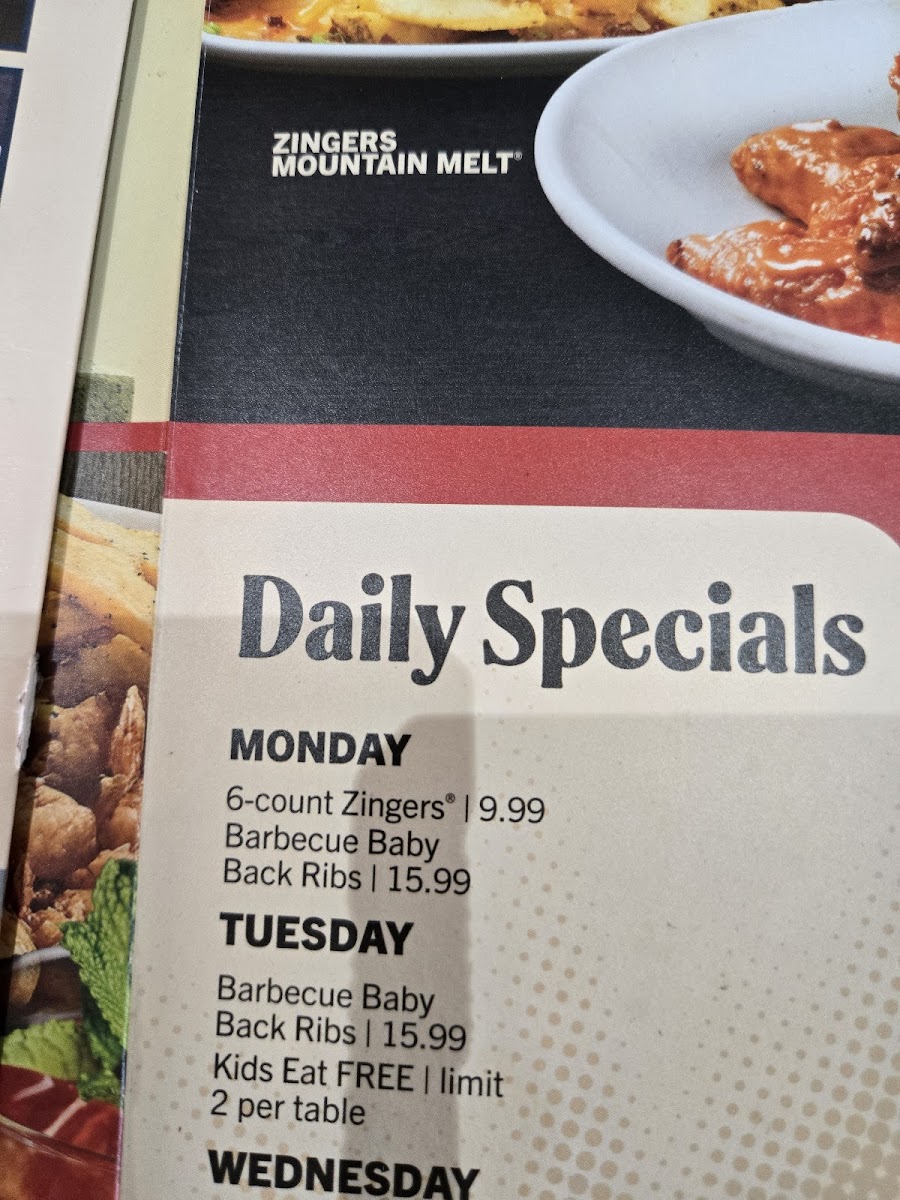 ZINGERS
MOUNTAIN MELT®
Daily Specials
MONDAY
6-count Zingers® | 9.99
Barbecue Baby
Back Ribs | 15.99
TUESDAY
Barbecue Baby
Back Ribs | 15.99
Kids Eat FREE | limit
2 per table
WEDNESDAY